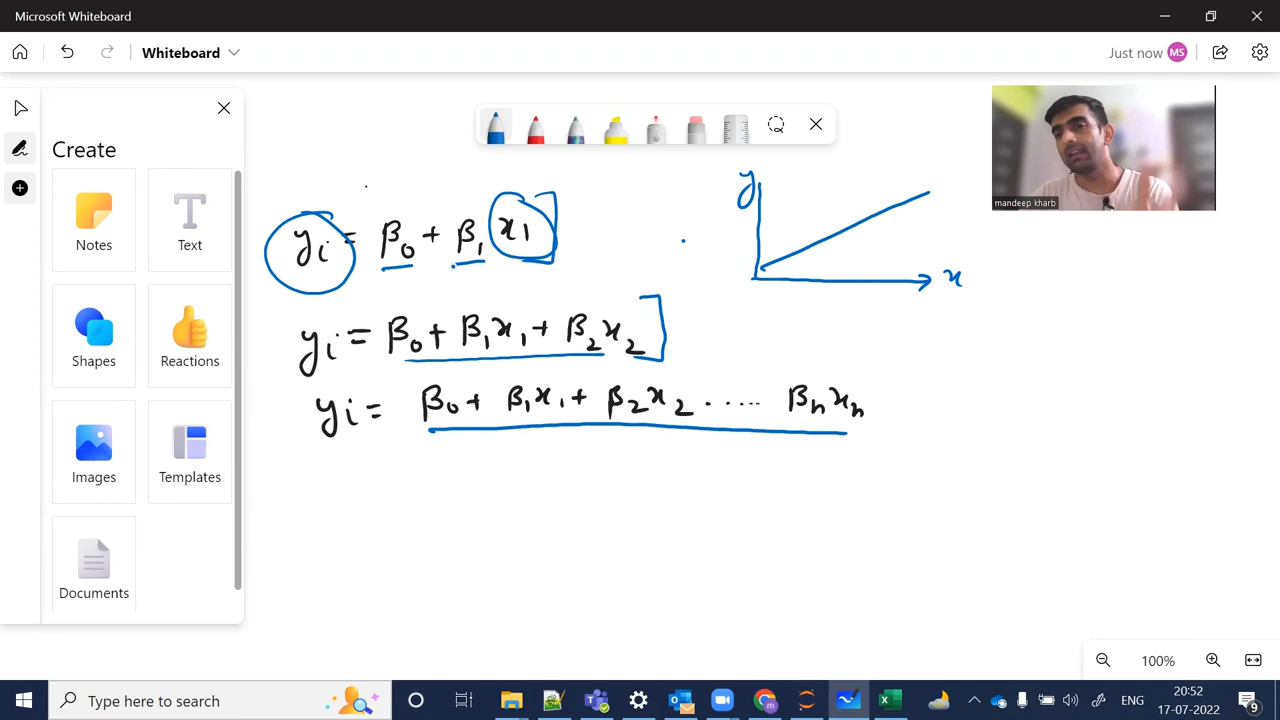 Microsoft Whiteboard
Whiteboard
Just now MS
Create
Notes
Text
Shapes
Reactions
Images
Templates
Documents
mandeep kharb
yi = β0 + β1 x1
y
x
yi = β0 + β1x1 + β2x2
yi = β0 + β1x1 + β2x2 ...... βnxn
100%
Type here to search
ENG
20:52
17-07-2022
9